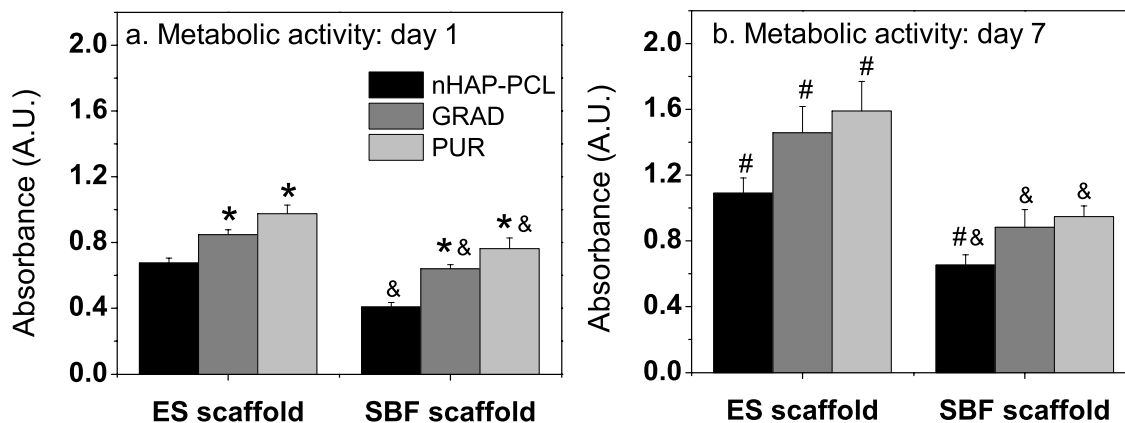 a. Metabolic activity: day 1
nHAP-PCL
GRAD
PUR
Absorbance (A.U.)
2.0
1.6
1.2
0.8
0.4
0.0
*
*
&
*&
*&
ES scaffold
SBF scaffold
b. Metabolic activity: day 7
Absorbance (A.U.)
2.0
1.6
1.2
0.8
0.4
0.0
#
#
#
#&
&
&
ES scaffold
SBF scaffold